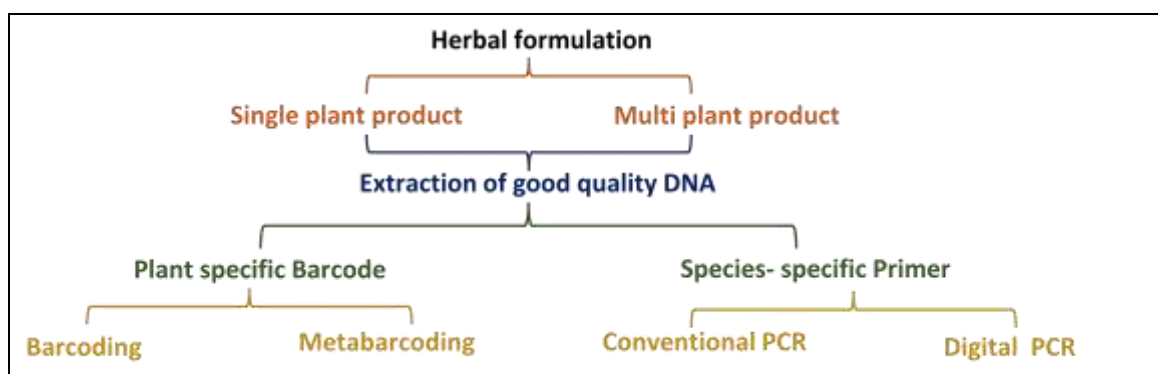 Herbal formulation
Single plant product Multi plant product
Extraction of good quality DNA
Plant specific Barcode Species- specific Primer
Barcoding Metabarcoding Conventional PCR Digital PCR